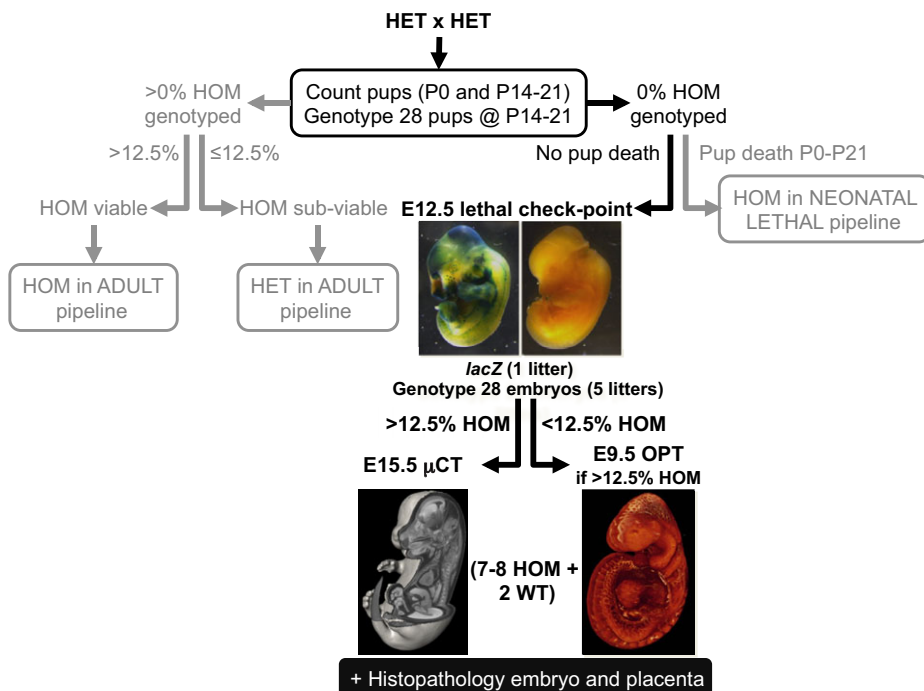 HET x HET
Count pups (P0 and P14-21)
Genotype 28 pups @ P14-21
>0% HOM
genotyped
0% HOM
genotyped
>12.5%
≤12.5%
No pup death
Pup death P0-P21
HOM viable
HOM sub-viable
E12.5 lethal check-point
HOM in NEONATAL
LETHAL pipeline
HOM in ADULT
pipeline
HET in ADULT
pipeline
lacZ (1 litter)
Genotype 28 embryos (5 litters)
>12.5% HOM
<12.5% HOM
E15.5 μCT
E9.5 OPT
if >12.5% HOM
(7-8 HOM +
2 WT)
+ Histopathology embryo and placenta